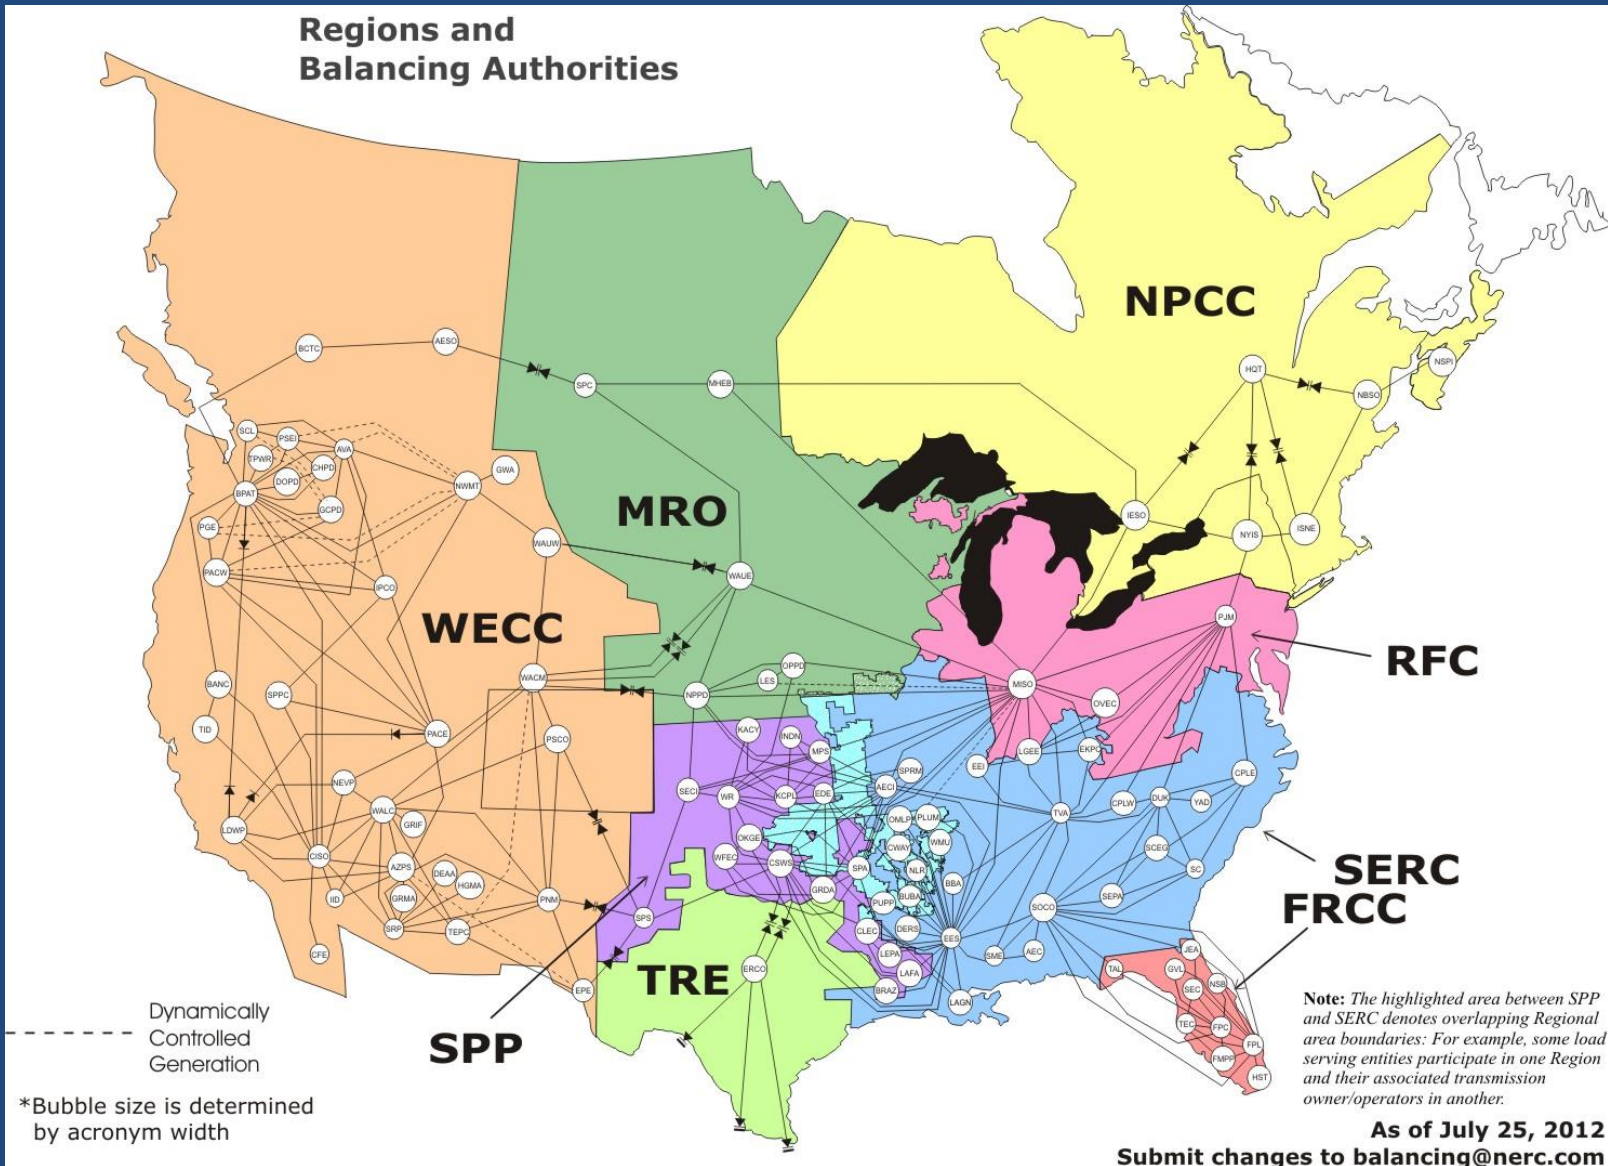 Regions and
Balancing Authorities
NPCC
BCTC
AESO
SPC
MHEB
HQT
NSPI
NBSO
SCL
PSEI
TPWR
AVA
CHPD
DOPD
BPAT
GCPD
PGE
NWMT
GWA
MRO
IESO
NYIS
ISNE
WAUW
WAUE
PACW
IPCO
WECC
PJM
RFC
WACM
BANC
SPPC
TID
PACE
PSCO
NEVP
LES
OPPD
NPPD
MISO
OVEC
LGEE
EKPC
EEI
KACY
INDN
MPS
SECI
WR
KCPL
EDE
AECI
SPRM
TVA
CPLW
DUK
YAD
CPLE
LDWP
WALC
GRIF
OKGE
WFEC
CSWS
OMLP
PLUM
CWAY
WMU
SCEG
SC
SERC
FRCC
CISO
AZPS
DEAA
HGMA
IID
GRMA
SRP
TEPC
PNM
SPS
GRDA
SPA
NLR
BBA
PUPP
BUBA
SEPA
SOCO
CFE
EPE
TRE
ERCO
CLEC
DERS
EES
LEPA
LAFA
BRAZ
LAGN
SME
AEC
TAL
JEA
GVL
SEC
NSB
TEC
FPC
FPL
FMPP
HST
SPP
Dynamically
Controlled
Generation
*Bubble size is determined
by acronym width
Note: The highlighted area between SPP
and SERC denotes overlapping Regional
area boundaries: For example, some load
serving entities participate in one Region
and their associated transmission
owner/operators in another.
As of July 25, 2012
Submit changes to balancing@nerc.com